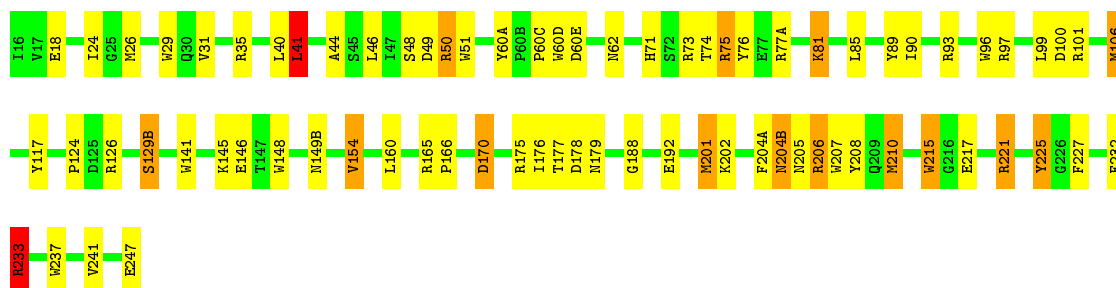 I16 V17 E18 I24 G25 M26 W29 Q30 V31 R35 L40 L41 A44 S45 L46 I47 S48 D49 R50 W51 Y60A P60B P60C W60D D60E N62 H71 S72 R73 T74 R75 Y76 E77 R77A K81 L85 Y89 I90 R93 W96 R97 L99 D100 R101 M106
Y117 P124 D125 R126 S129B W141 K145 E146 T147 W148 N149B V154 L160 R165 P166 D170 R175 I176 T177 D178 N179 G188 E192 M201 K202 F204A N204B N205 R206 W207 Y208 Q209 M210 W215 G216 E217 R221 Y225 G226 F227
R233 W237 V241 E247